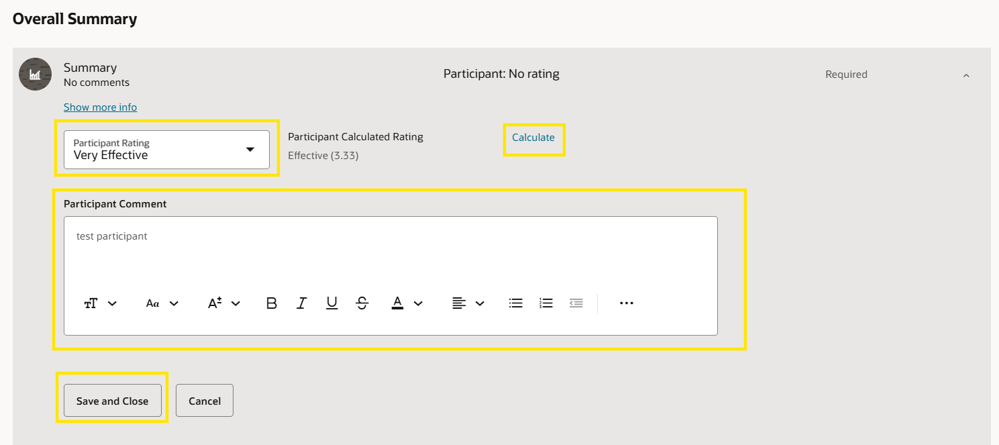 Overall Summary
Summary
No comments
Participant: No rating
Required
Show more info
Participant Rating
Very Effective
Participant Calculated Rating
Effective (3.33)
Calculate
Participant Comment
test participant
Save and Close
Cancel